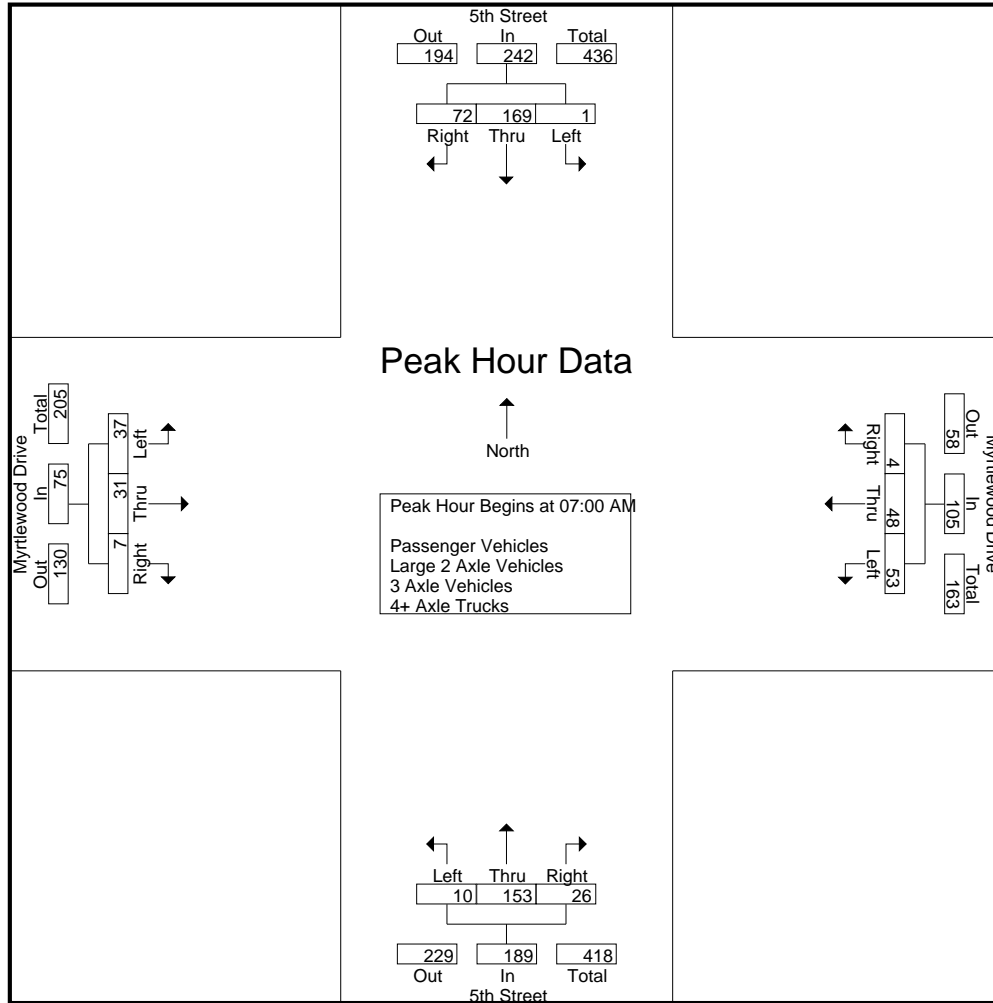 5th Street
Out In Total
194 242 436
72 169 1
Right Thru Left
Peak Hour Data
North
Peak Hour Begins at 07:00 AM
Passenger Vehicles
Large 2 Axle Vehicles
3 Axle Vehicles
4+ Axle Trucks
Myrtlewood Drive
Out In Total
130 75 205
7 31 37
Right Thru Left
Myrtlewood Drive
Out In Total
58 105 163
4 48 53
Right Thru Left
Left Thru Right
10 153 26
229 189 418
Out In Total
5th Street